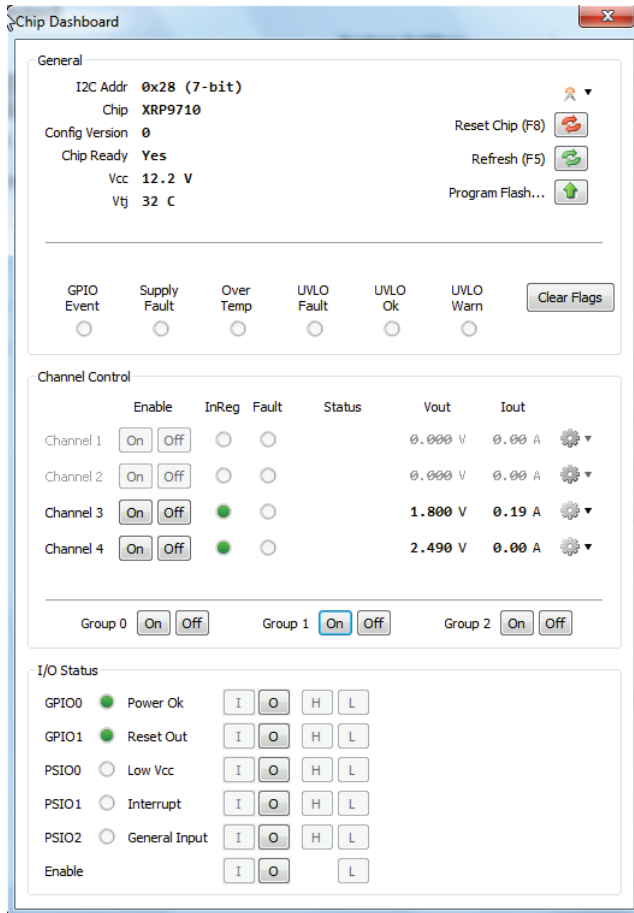 Chip Dashboard
General
I2C Addr 0x28 (7-bit)
Chip XRP9710
Config Version 0
Chip Ready Yes
Vcc 12.2 V
Vtj 32 C
Reset Chip (F8)
Refresh (F5)
Program Flash...
GPIO Event Supply Fault Over Temp UVLO Fault UVLO Ok UVLO Warn Clear Flags
Channel Control
Enable InReg Fault Status Vout Iout
Channel 1 On Off 0.000 V 0.00 A
Channel 2 On Off 0.000 V 0.00 A
Channel 3 On Off 1.800 V 0.19 A
Channel 4 On Off 2.490 V 0.00 A
Group 0 On Off Group 1 On Off Group 2 On Off
I/O Status
GPIO0 Power Ok I O H L
GPIO1 Reset Out I O H L
PSIO0 Low Vcc I O H L
PSIO1 Interrupt I O H L
PSIO2 General Input I O H L
Enable I O L